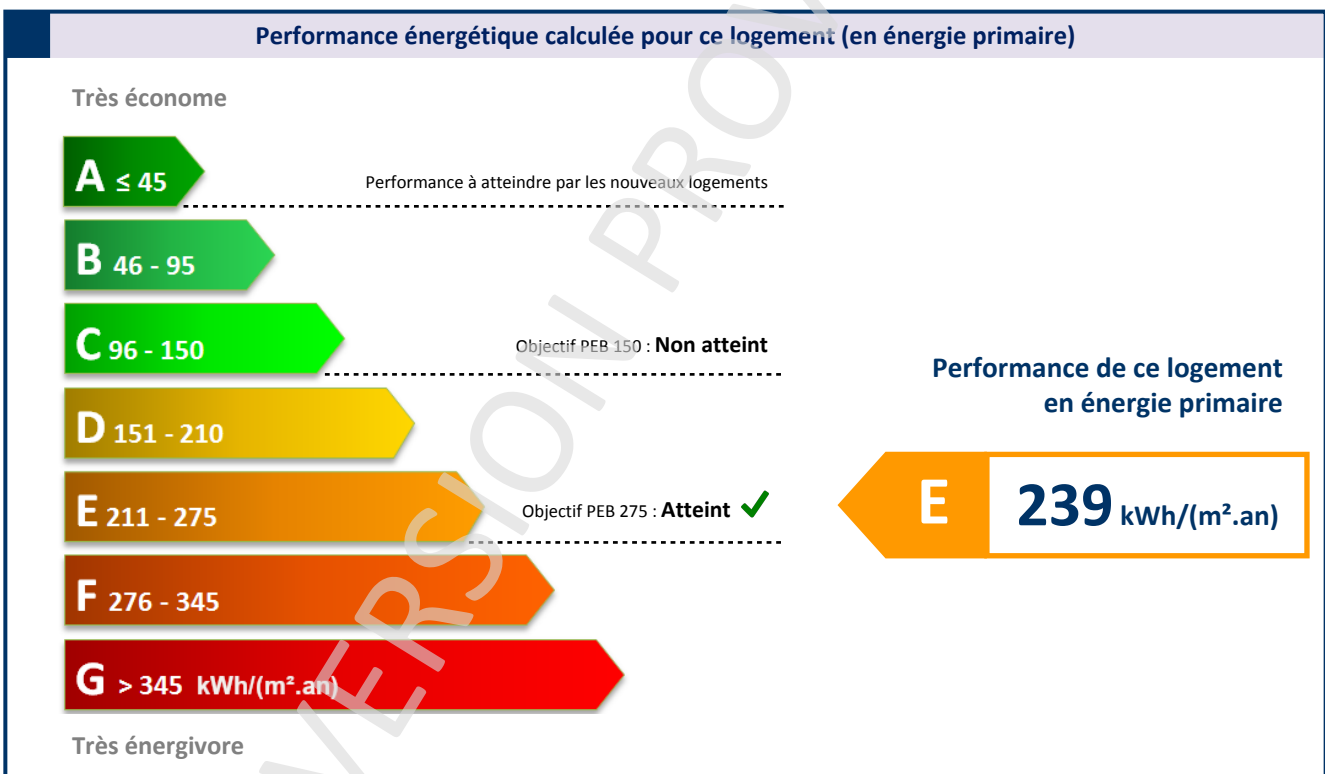 Performance énergétique calculée pour ce logement (en énergie primaire)
Très économe
A ≤ 45
Performance à atteindre par les nouveaux logements
B 46 - 95
C 96 - 150
Objectif PEB 150 : Non atteint
D 151 - 210
E 211 - 275
Objectif PEB 275 : Atteint ✓
F 276 - 345
G > 345 kWh/(m².an)
Très énergivore
Performance de ce logement
en énergie primaire
E 239 kWh/(m².an)
VERSION PROV